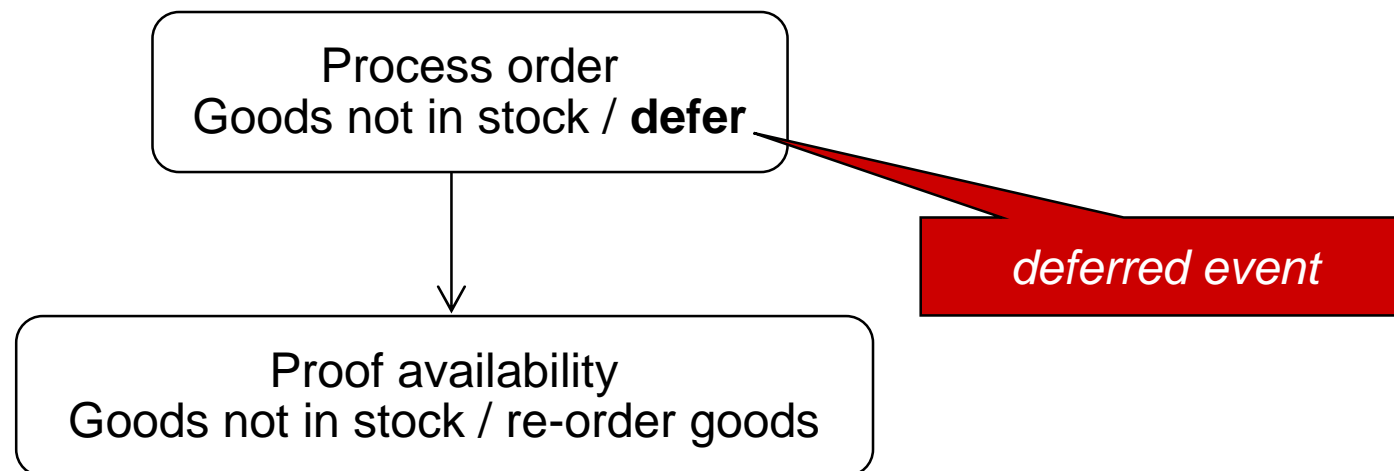 Process order
Goods not in stock / defer
deferred event
Proof availability
Goods not in stock / re-order goods